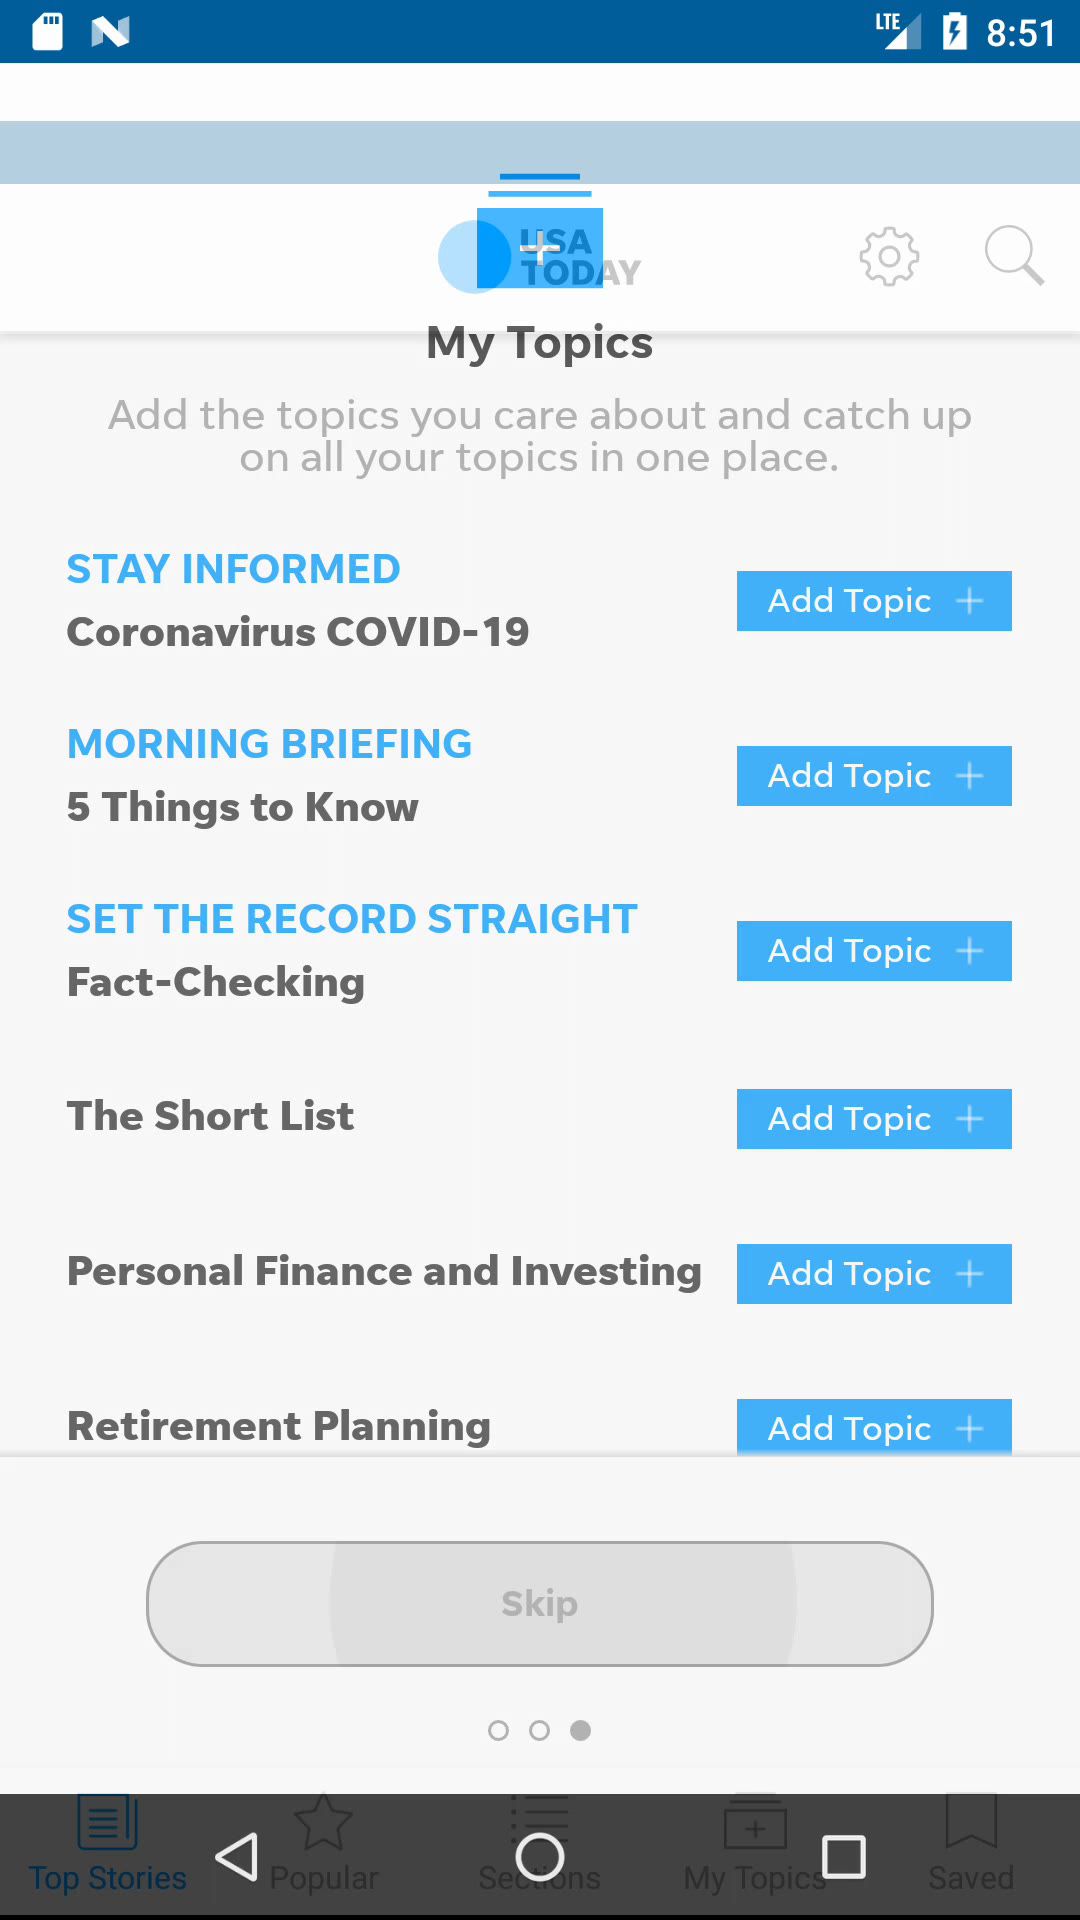 LTE 8:51
USA
TODAY
My Topics
Add the topics you care about and catch up
on all your topics in one place.
STAY INFORMED
Coronavirus COVID-19
Add Topic
MORNING BRIEFING
5 Things to Know
Add Topic
SET THE RECORD STRAIGHT
Fact-Checking
Add Topic
The Short List
Add Topic
Personal Finance and Investing
Add Topic
Retirement Planning
Add Topic
Skip
Top Stories
Popular
Sections
My Topics
Saved